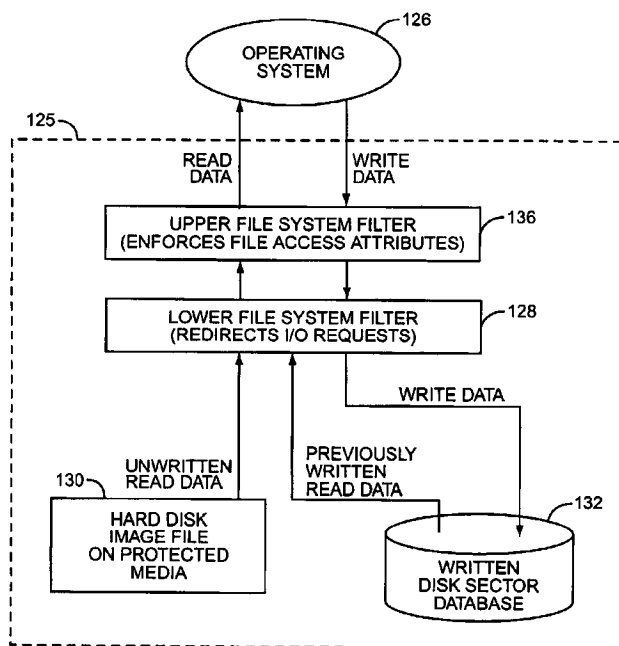 126
OPERATING
SYSTEM
125
READ
DATA
WRITE
DATA
UPPER FILE SYSTEM FILTER
(ENFORCES FILE ACCESS ATTRIBUTES)
136
LOWER FILE SYSTEM FILTER
(REDIRECTS I/O REQUESTS)
128
WRITE DATA
UNWRITTEN
READ DATA
PREVIOUSLY
WRITTEN
READ DATA
130
HARD DISK
IMAGE FILE
ON PROTECTED
MEDIA
132
WRITTEN
DISK SECTOR
DATABASE